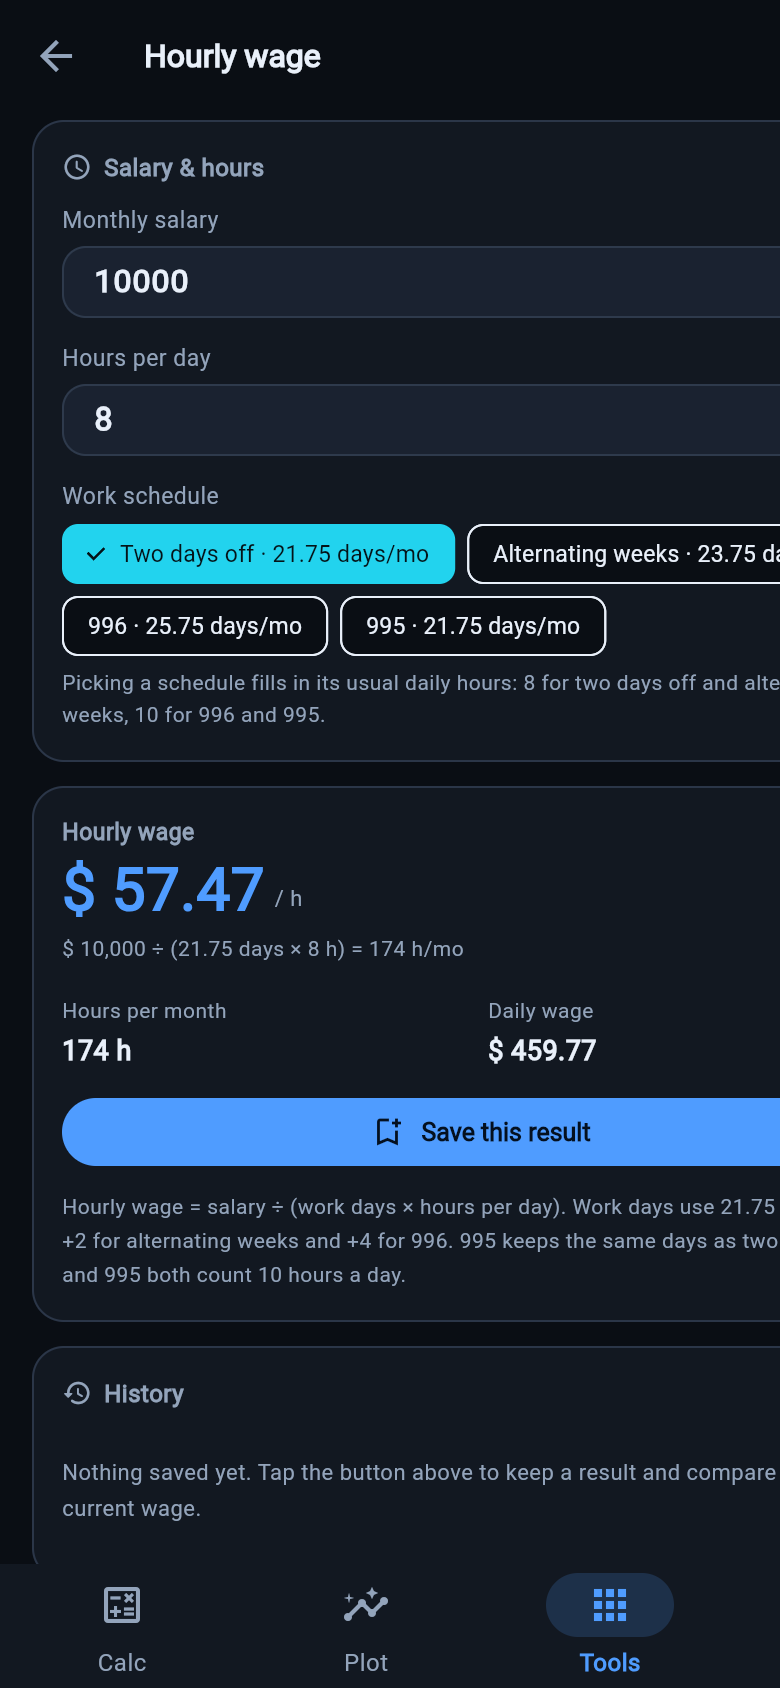 Hourly wage
Salary & hours
Monthly salary
10000
Hours per day
8
Work schedule
Two days off · 21.75 days/mo
Alternating weeks · 23.75
996 · 25.75 days/mo
995 · 21.75 days/mo
Picking a schedule fills in its usual daily hours: 8 for two days off and
weeks, 10 for 996 and 995.
Hourly wage
$ 57.47 / h
$ 10,000 ÷ (21.75 days × 8 h) = 174 h/mo
Hours per month
Daily wage
174 h
$ 459.77
Save this result
Hourly wage = salary ÷ (work days × hours per day). Work days use 21.75
+2 for alternating weeks and +4 for 996. 995 keeps the same days as two
and 995 both count 10 hours a day.
History
Nothing saved yet. Tap the button above to keep a result and compare
current wage.
Calc
Plot
Tools